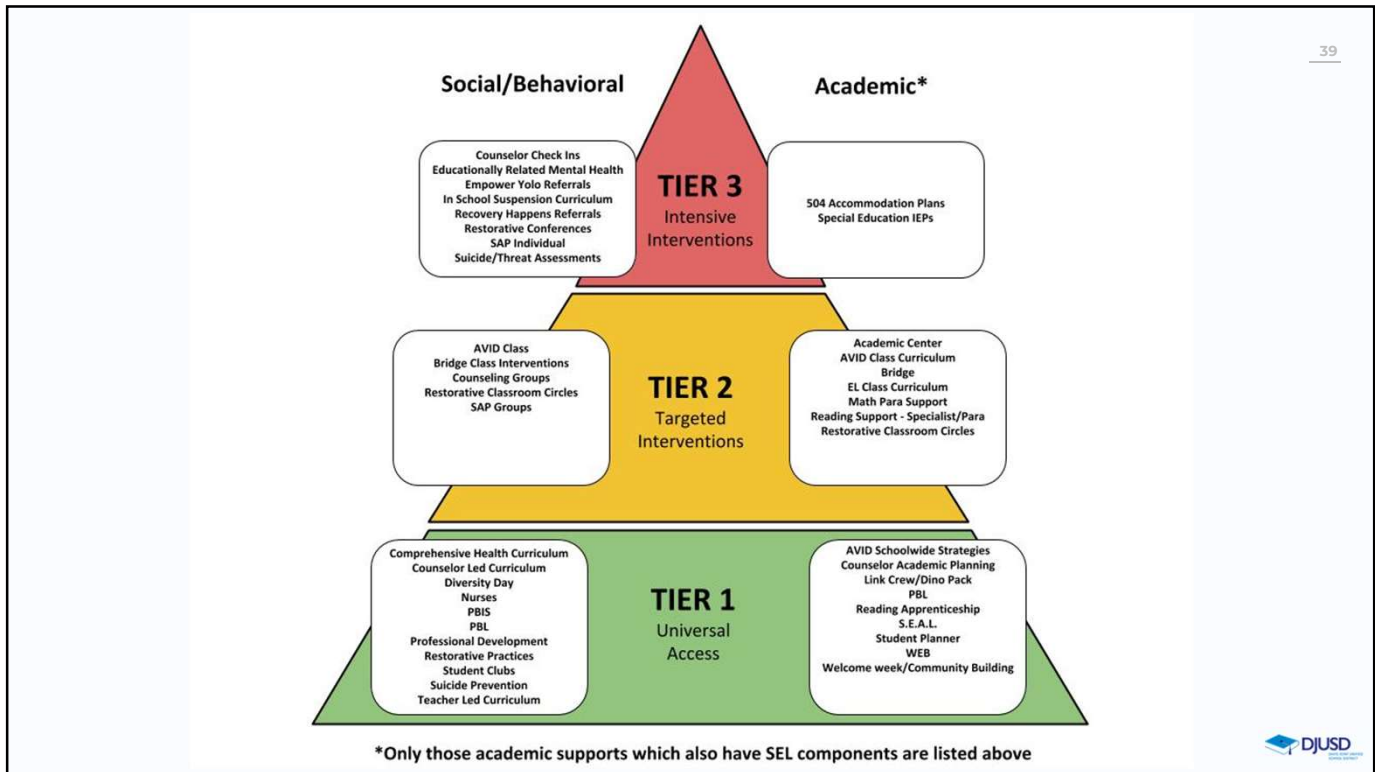 39
Social/Behavioral
Academic*
Counselor Check Ins
Educationally Related Mental Health
Empower Yolo Referrals
In School Suspension Curriculum
Recovery Happens Referrals
Restorative Conferences
SAP Individual
Suicide/Threat Assessments
TIER 3
Intensive
Interventions
504 Accommodation Plans
Special Education IEPs
AVID Class
Bridge Class Interventions
Counseling Groups
Restorative Classroom Circles
SAP Groups
TIER 2
Targeted
Interventions
Academic Center
AVID Class Curriculum
Bridge
EL Class Curriculum
Math Para Support
Reading Support - Specialist/Para
Restorative Classroom Circles
Comprehensive Health Curriculum
Counselor Led Curriculum
Diversity Day
Nurses
PBIS
PBL
Professional Development
Restorative Practices
Student Clubs
Suicide Prevention
Teacher Led Curriculum
TIER 1
Universal
Access
AVID Schoolwide Strategies
Counselor Academic Planning
Link Crew/Dino Pack
PBL
Reading Apprenticeship
S.E.A.L.
Student Planner
WEB
Welcome week/Community Building
*Only those academic supports which also have SEL components are listed above
DJUSD